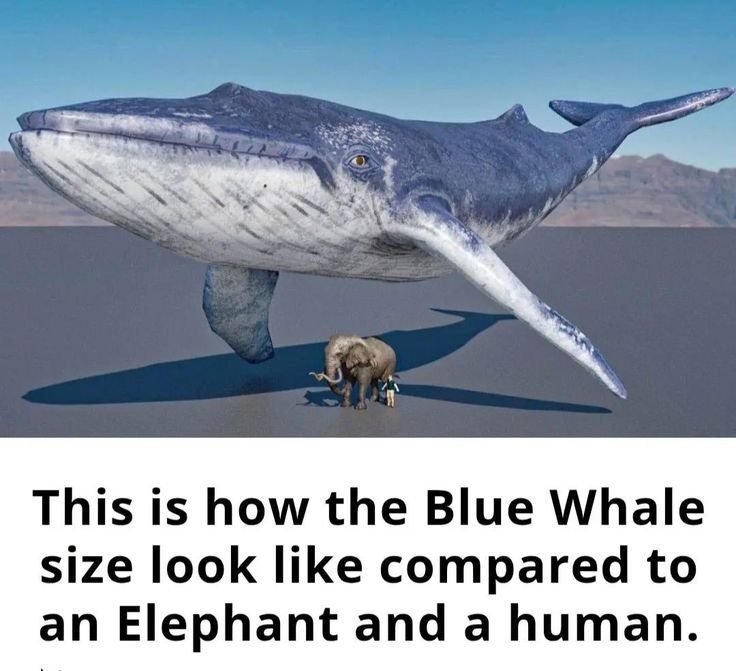 This is how the Blue Whale
size look like compared to
an Elephant and a human.